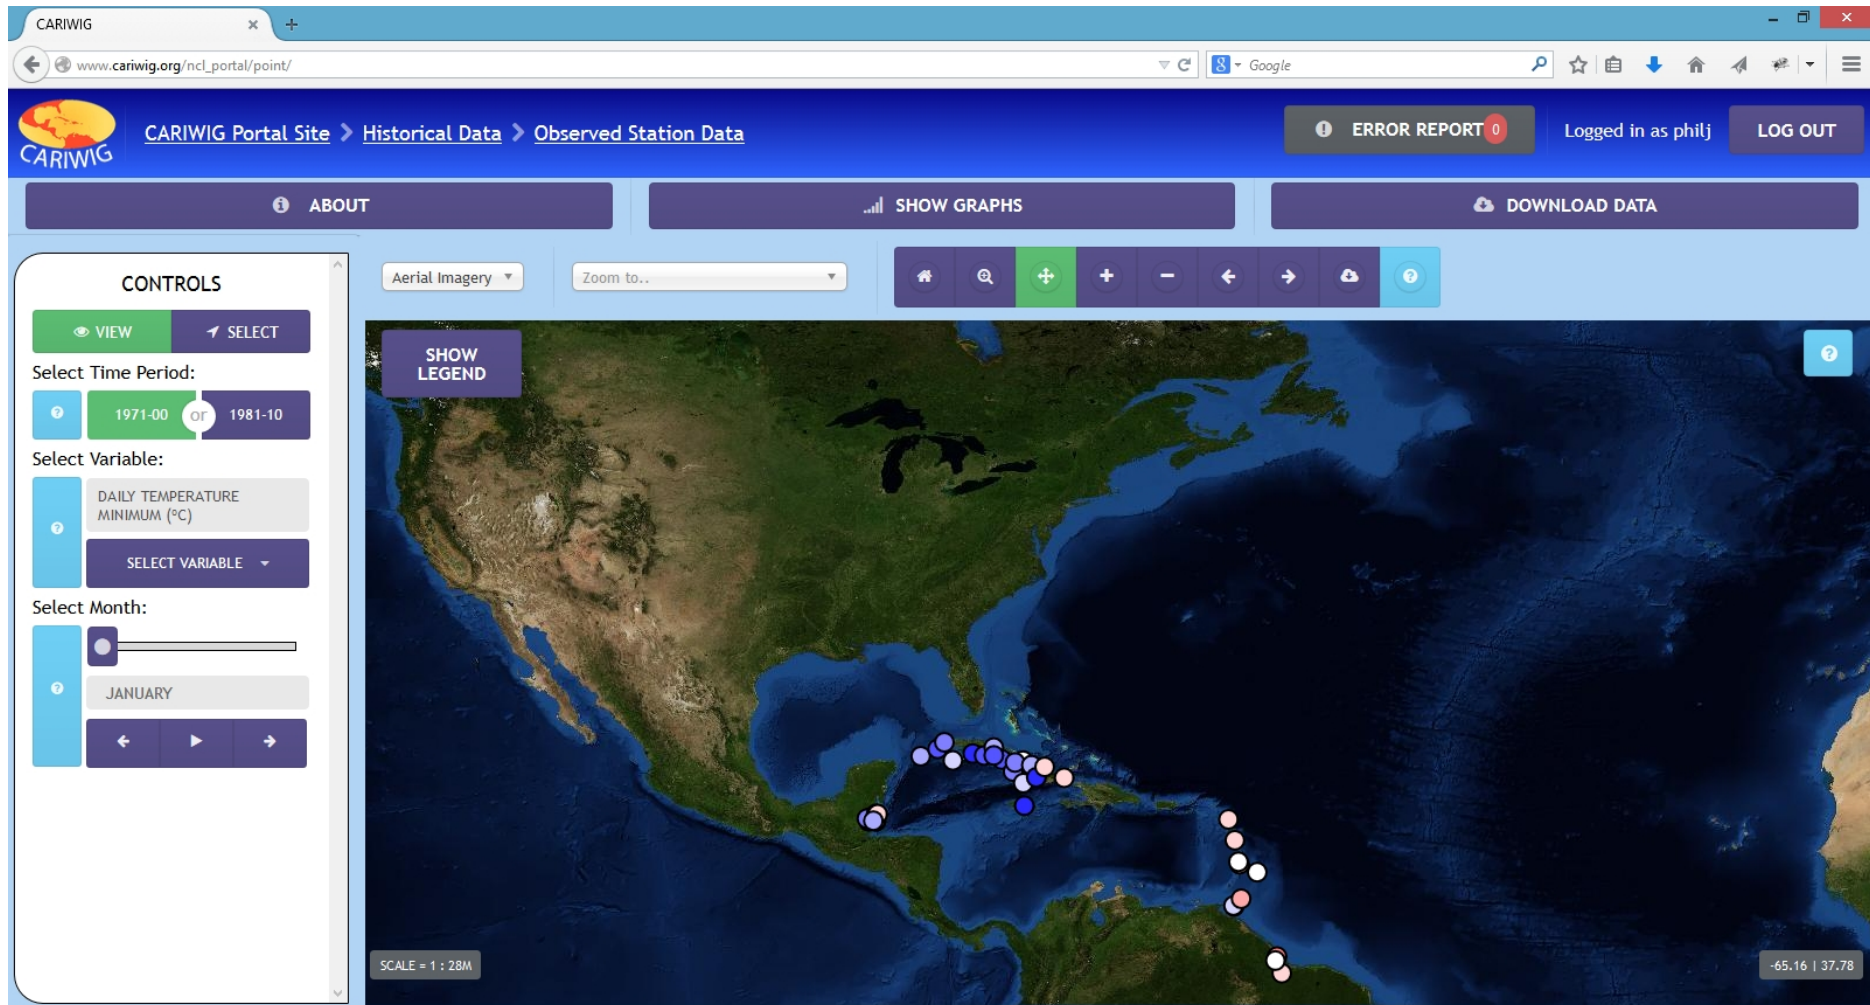 CARIWIG
www.cariwig.org/ncl_portal/point/
Google
CARIWIG
CARIWIG Portal Site
Historical Data
Observed Station Data
ERROR REPORT 0
Logged in as philj
LOG OUT
ABOUT
SHOW GRAPHS
DOWNLOAD DATA
CONTROLS
VIEW
SELECT
Select Time Period:
1971-00 or 1981-10
Select Variable:
DAILY TEMPERATURE
MINIMUM (ºC)
SELECT VARIABLE
Select Month:
JANUARY
Aerial Imagery
Zoom to..
SHOW
LEGEND
SCALE = 1 : 28M
-65.16 | 37.78